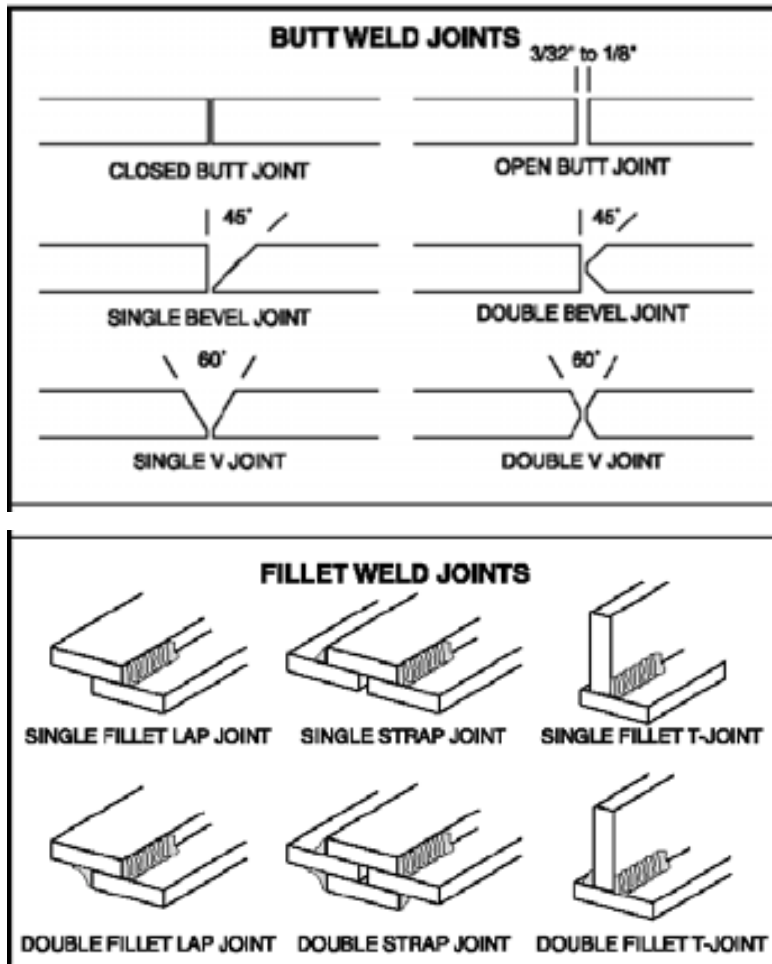 BUTT WELD JOINTS
3/32" to 1/8"
CLOSED BUTT JOINT
OPEN BUTT JOINT
45°
45°
SINGLE BEVEL JOINT
DOUBLE BEVEL JOINT
60°
60°
SINGLE V JOINT
DOUBLE V JOINT
FILLET WELD JOINTS
SINGLE FILLET LAP JOINT
SINGLE STRAP JOINT
SINGLE FILLET T-JOINT
DOUBLE FILLET LAP JOINT
DOUBLE STRAP JOINT
DOUBLE FILLET T-JOINT